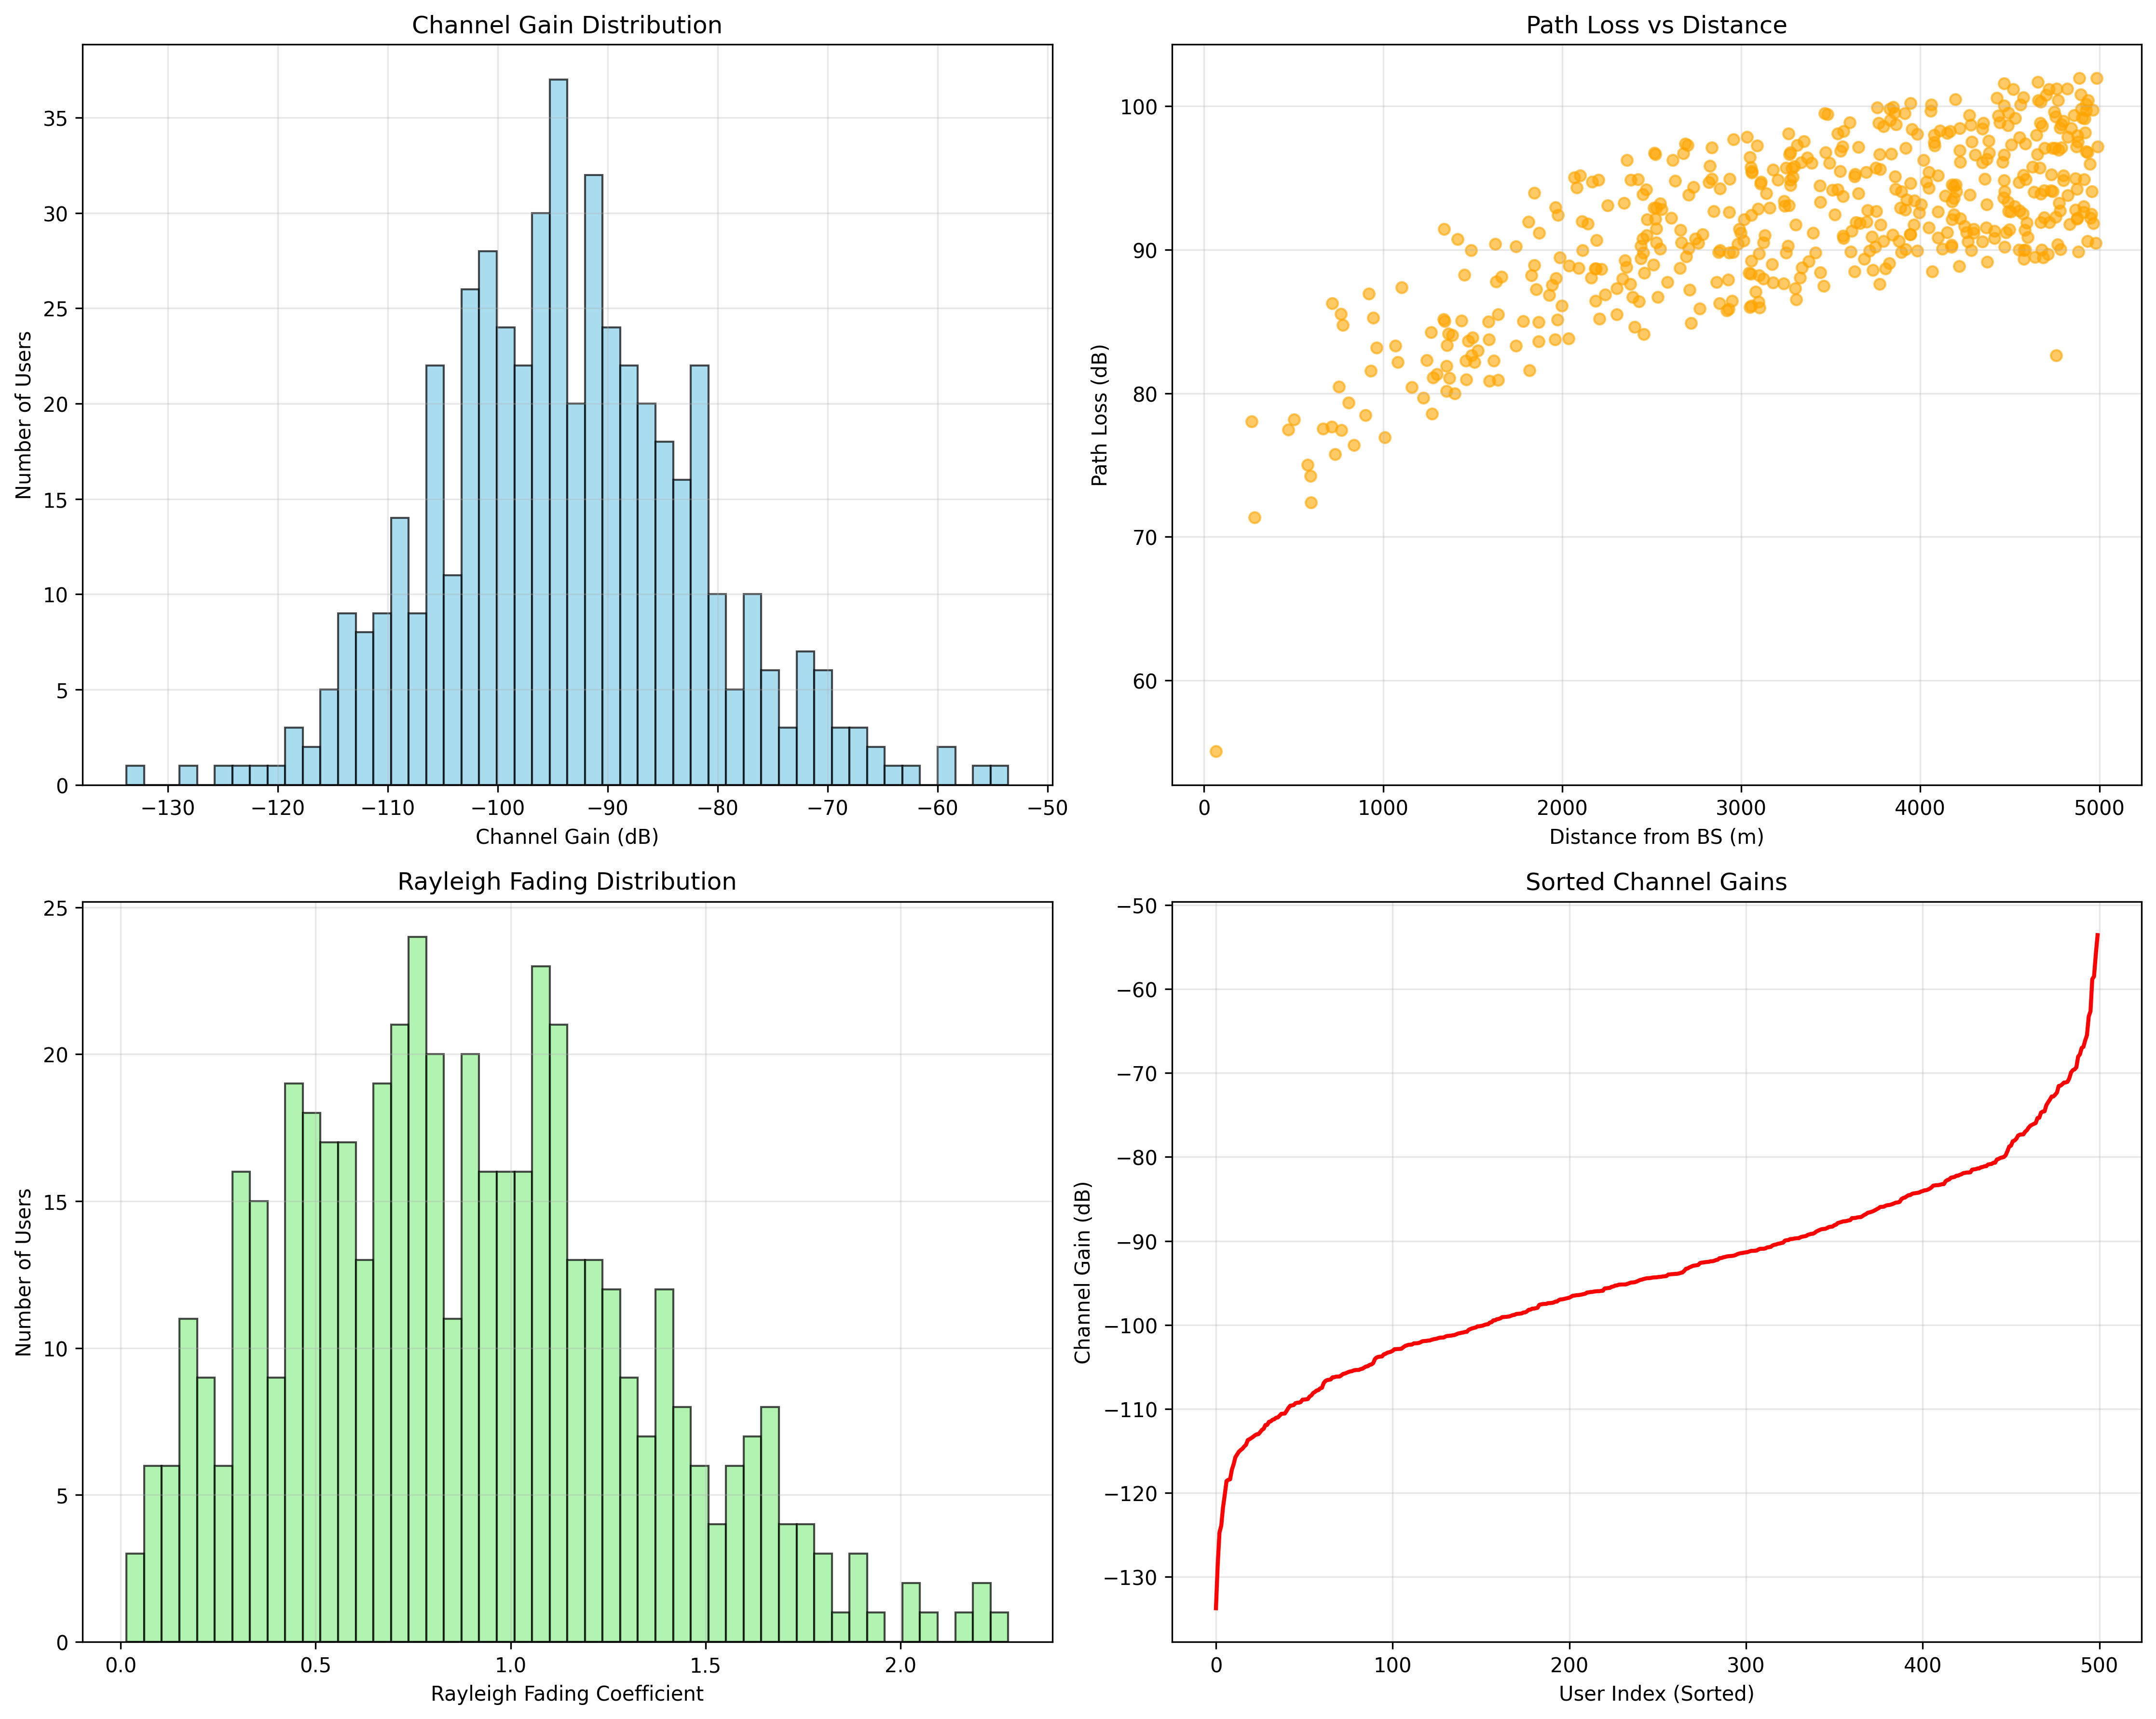 Channel Gain Distribution
Number of Users
35
30
25
20
15
10
5
0
−130 −120 −110 −100 −90 −80 −70 −60 −50
Channel Gain (dB)
Path Loss vs Distance
Path Loss (dB)
100
90
80
70
60
0 1000 2000 3000 4000 5000
Distance from BS (m)
Rayleigh Fading Distribution
Number of Users
25
20
15
10
5
0
0.0 0.5 1.0 1.5 2.0
Rayleigh Fading Coefficient
Sorted Channel Gains
Channel Gain (dB)
−50
−60
−70
−80
−90
−100
−110
−120
−130
0 100 200 300 400 500
User Index (Sorted)